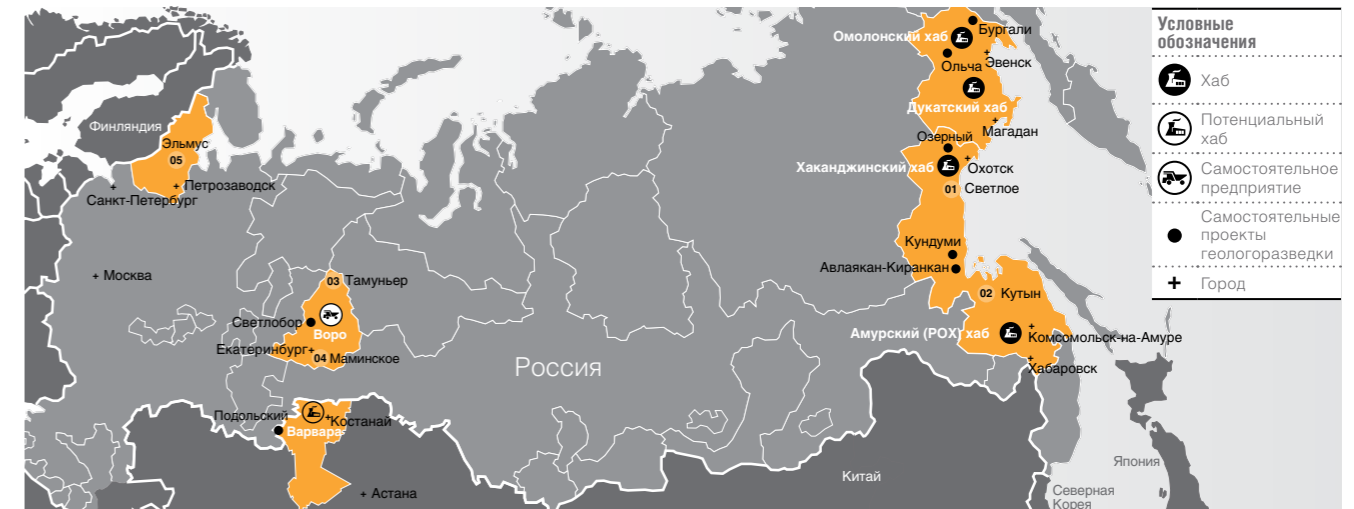 Условные
обозначения
Хаб
Потенциальный
хаб
Самостоятельное
предприятие
Самостоятельные
проекты
геологоразведки
Город
Омолонский хаб
Бургали
Ольча
Эвенск
Дукатский хаб
Магадан
Озерный
Хаканджинский хаб
Охотск
01 Светлое
Кундуми
Авлаякан-Киранкан
02 Кутын
Амурский (POX) хаб
Комсомольск-на-Амуре
Хабаровск
Финляндия
Эльмус
05
Петрозаводск
Санкт-Петербург
Москва
03 Тамуньер
Светлобор
Воро
Екатеринбург
04 Маминское
Россия
Подольский
Костанай
Варвара
Астана
Китай
Япония
Северная
Корея